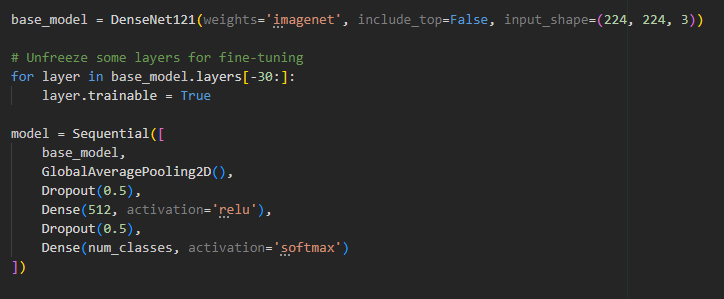 base_model = DenseNet121(weights='imagenet', include_top=False, input_shape=(224, 224, 3))
# Unfreeze some layers for fine-tuning
for layer in base_model.layers[-30:]:
    layer.trainable = True
model = Sequential([
    base_model,
    GlobalAveragePooling2D(),
    Dropout(0.5),
    Dense(512, activation='relu'),
    Dropout(0.5),
    Dense(num_classes, activation='softmax')
])